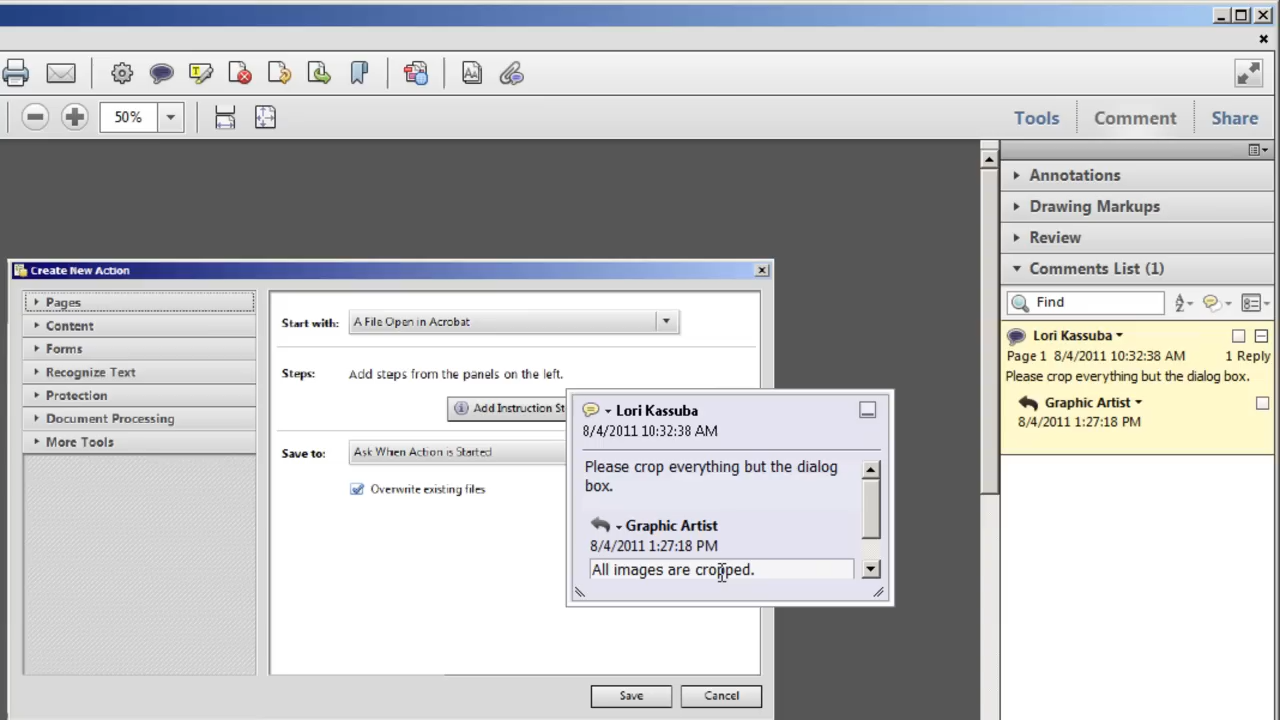 50%
Tools
Comment
Share
Annotations
Drawing Markups
Review
Comments List (1)
Find
Lori Kassuba
Page 1 8/4/2011 10:32:38 AM 1 Reply
Please crop everything but the dialog box.
Graphic Artist
8/4/2011 1:27:18 PM
Create New Action
Pages
Content
Forms
Recognize Text
Protection
Document Processing
More Tools
Start with: A File Open in Acrobat
Steps: Add steps from the panels on the left.
Add Instruction St
Save to: Ask When Action is Started
Overwrite existing files
Save
Cancel
Lori Kassuba
8/4/2011 10:32:38 AM
Please crop everything but the dialog
box.
Graphic Artist
8/4/2011 1:27:18 PM
All images are cropped.